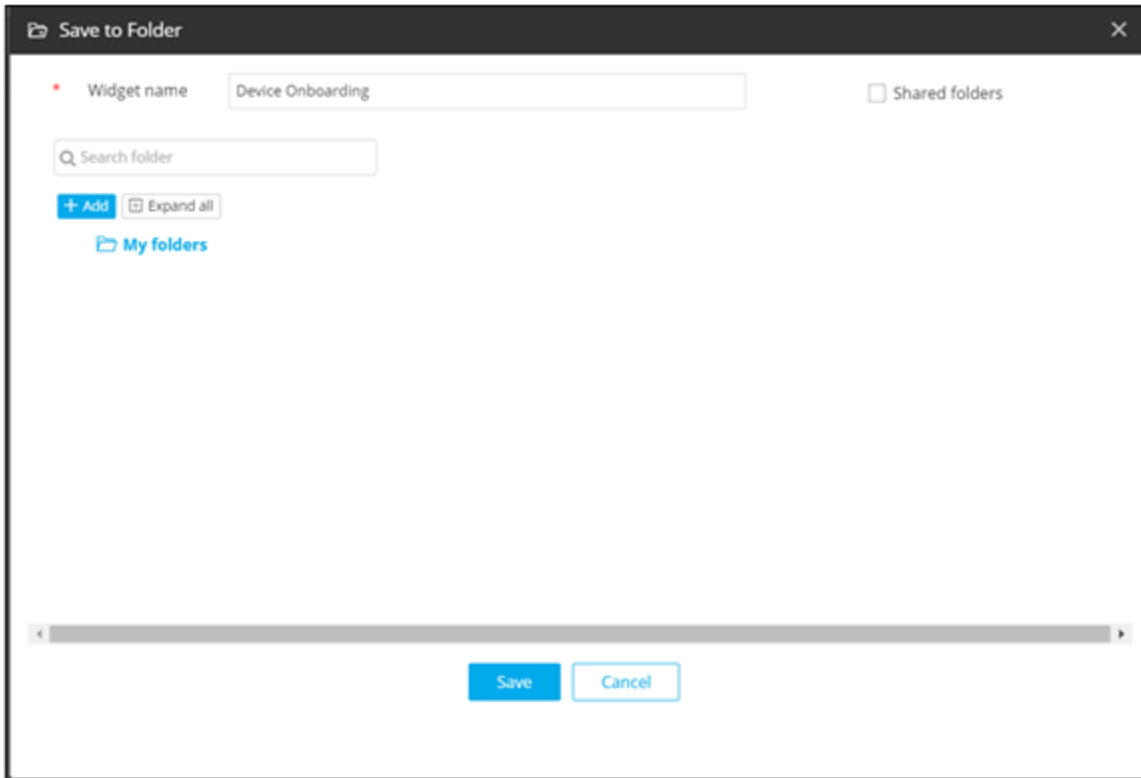 Save to Folder
* Widget name Device Onboarding Shared folders
Search folder
+ Add Expand all
My folders
Save Cancel